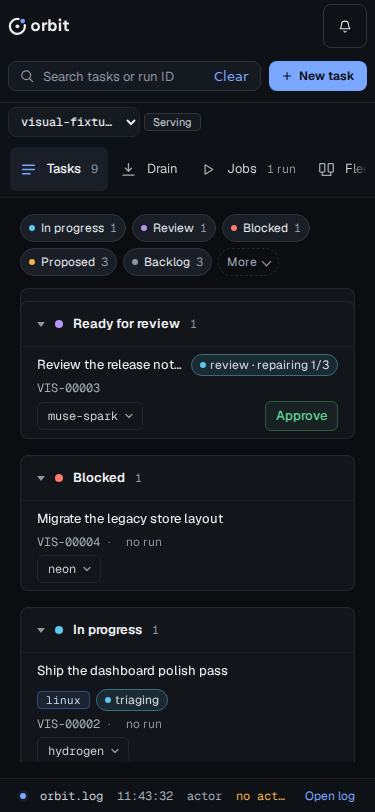 orbit
Search tasks or run ID Clear + New task
visual-fixtu… Serving
Tasks 9 Drain Jobs 1 run Flee
In progress 1 Review 1 Blocked 1
Proposed 3 Backlog 3 More
Ready for review 1
Review the release not… review · repairing 1/3
VIS-00003
muse-spark Approve
Blocked 1
Migrate the legacy store layout
VIS-00004 · no run
neon
In progress 1
Ship the dashboard polish pass
linux triaging
VIS-00002 · no run
hydrogen
orbit.log 11:43:32 actor no act… Open log